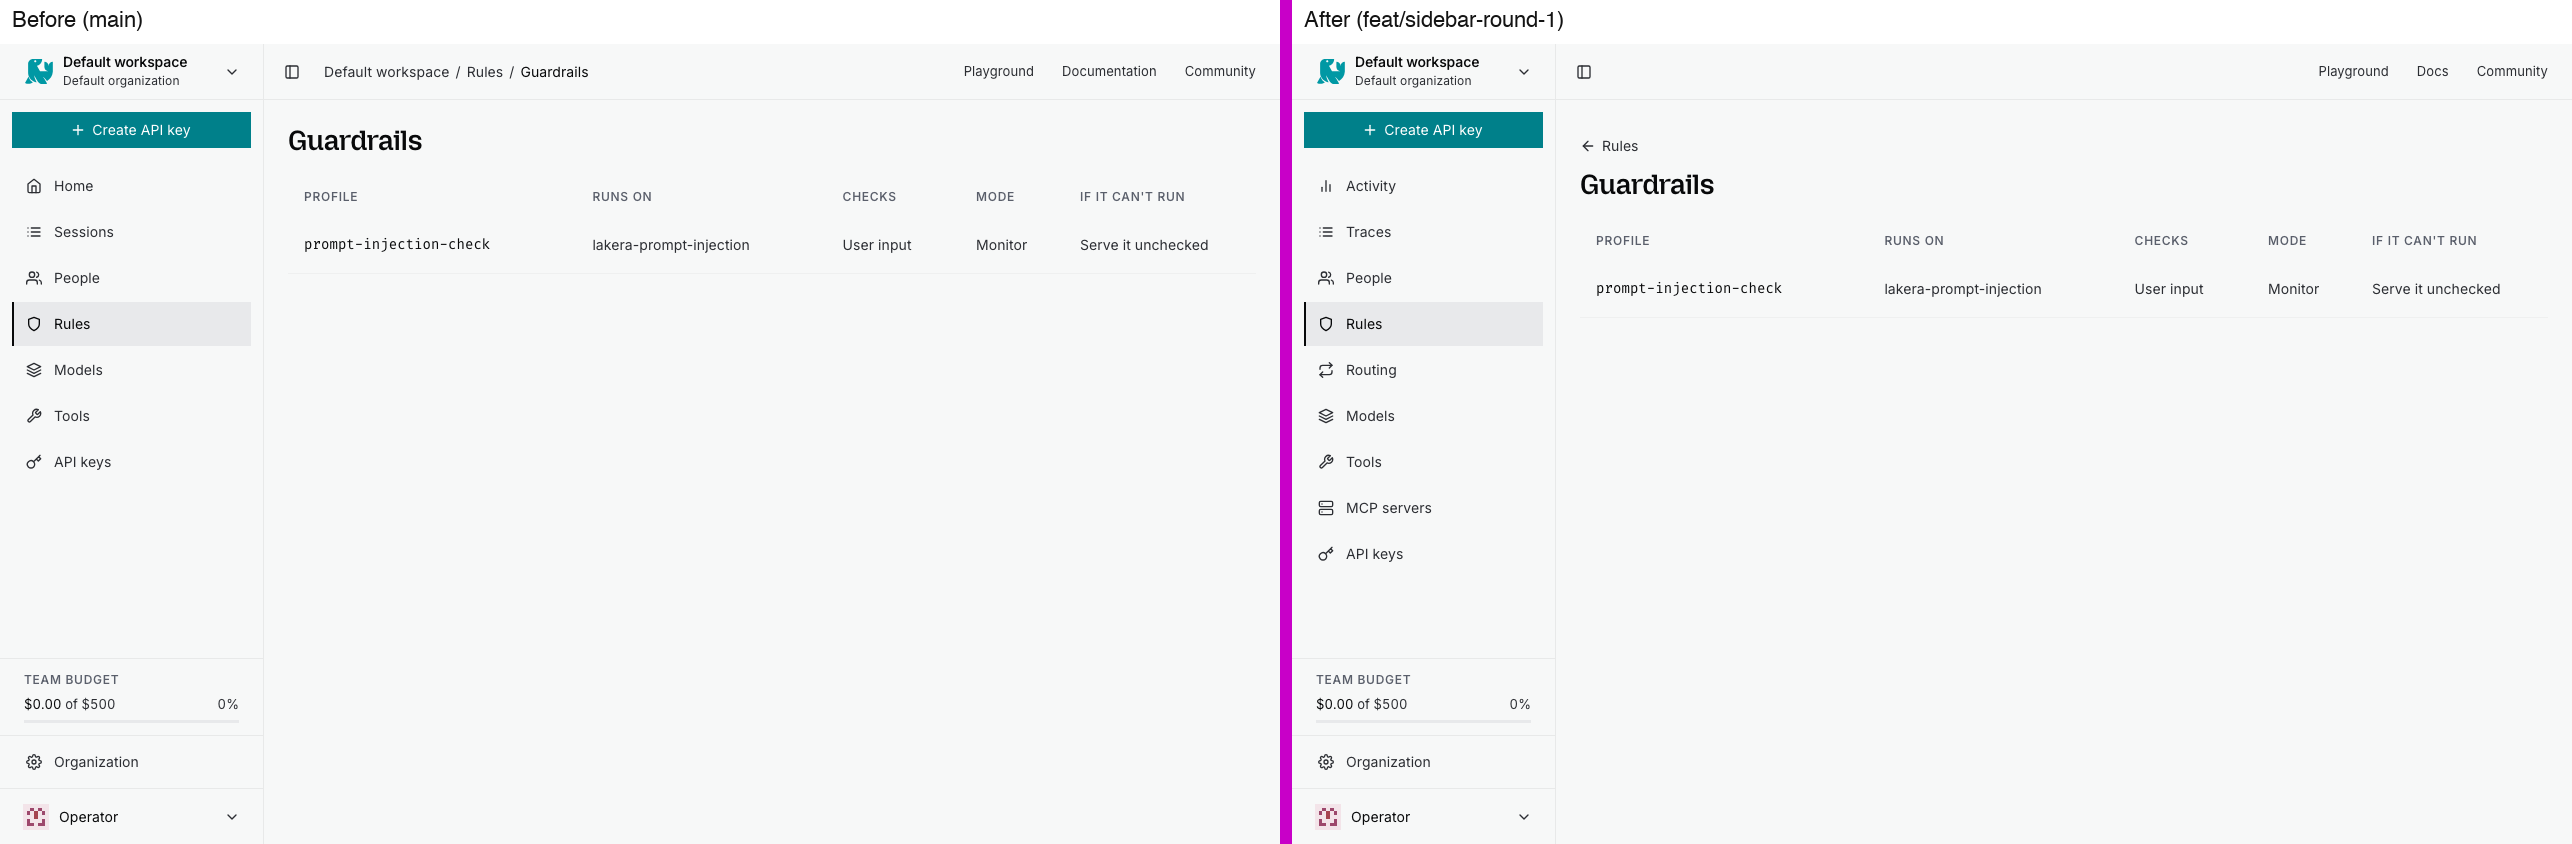 Before (main)
Default workspace
Default organization
Default workspace / Rules / Guardrails
Playground Documentation Community
+ Create API key
Home
Sessions
People
Rules
Models
Tools
API keys
TEAM BUDGET
$0.00 of $500 0%
Organization
Operator
Guardrails
PROFILE RUNS ON CHECKS MODE IF IT CAN'T RUN
prompt-injection-check lakera-prompt-injection User input Monitor Serve it unchecked
After (feat/sidebar-round-1)
Default workspace
Default organization
Playground Docs Community
+ Create API key
Activity
Traces
People
Rules
Routing
Models
Tools
MCP servers
API keys
TEAM BUDGET
$0.00 of $500 0%
Organization
Operator
← Rules
Guardrails
PROFILE RUNS ON CHECKS MODE IF IT CAN'T RUN
prompt-injection-check lakera-prompt-injection User input Monitor Serve it unchecked